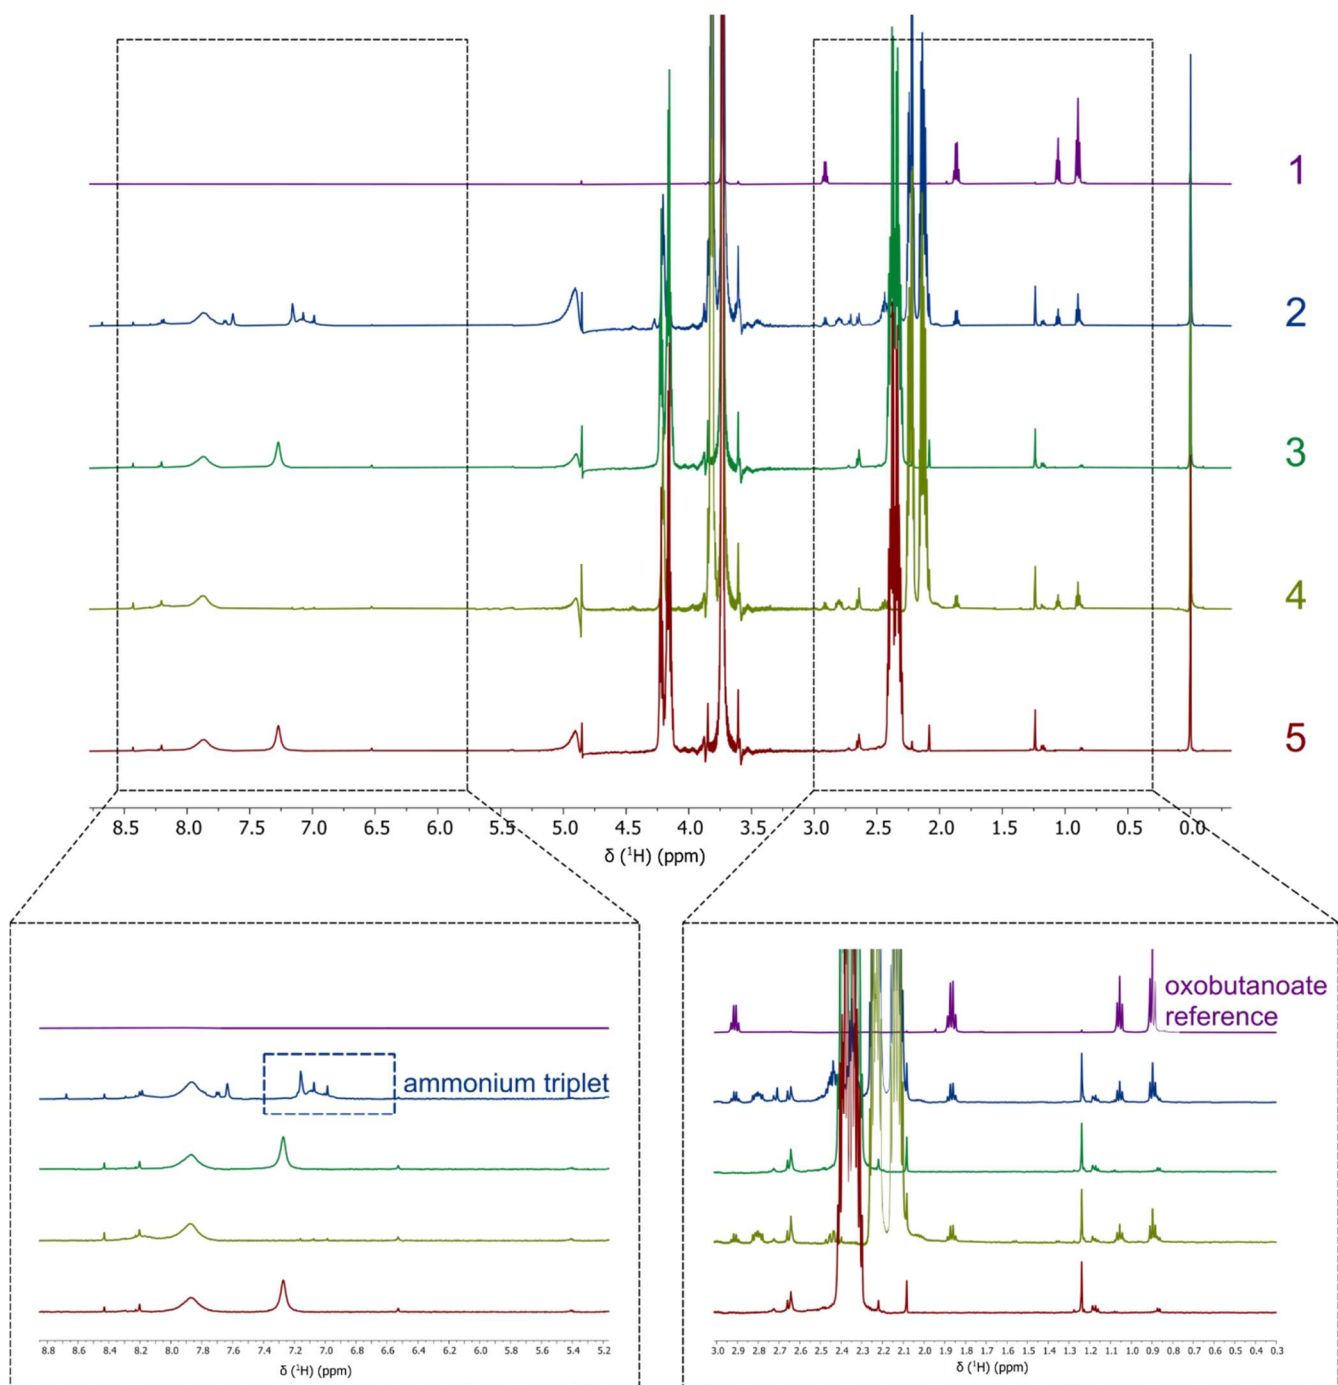 1
2
3
4
5
8.5 8.0 7.5 7.0 6.5 6.0 5.5 5.0 4.5 4.0 3.5 3.0 2.5 2.0 1.5 1.0 0.5 0.0
δ (¹H) (ppm)
ammonium triplet
8.8 8.6 8.4 8.2 8.0 7.8 7.6 7.4 7.2 7.0 6.8 6.6 6.4 6.2 6.0 5.8 5.6 5.4 5.2
δ (¹H) (ppm)
oxobutanoate
reference
3.0 2.9 2.8 2.7 2.6 2.5 2.4 2.3 2.2 2.1 2.0 1.9 1.8 1.7 1.6 1.5 1.4 1.3 1.2 1.1 1.0 0.9 0.8 0.7 0.6 0.5 0.4 0.3
δ (¹H) (ppm)